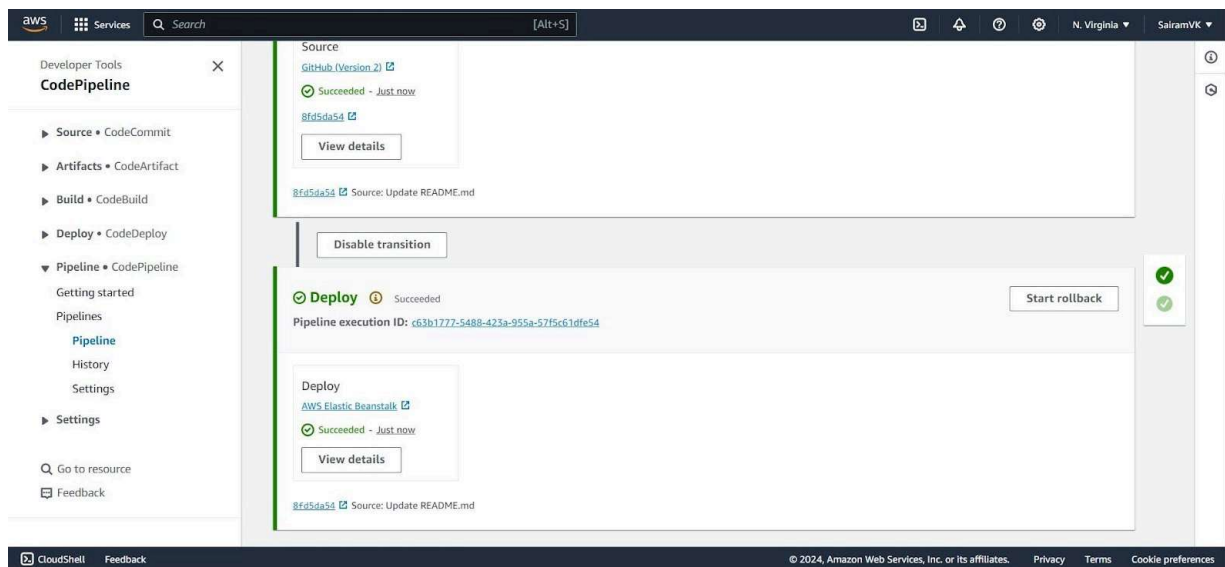 aws Services Search [Alt+S] N. Virginia SairamVK
Developer Tools
CodePipeline
Source • CodeCommit
Artifacts • CodeArtifact
Build • CodeBuild
Deploy • CodeDeploy
Pipeline • CodePipeline
Getting started
Pipelines
Pipeline
History
Settings
Settings
Go to resource
Feedback
Source
GitHub (Version 2)
Succeeded - Just now
8fd5da54
View details
8fd5da54 Source: Update README.md
Disable transition
Deploy Succeeded
Start rollback
Pipeline execution ID: c63b1777-5488-423a-955a-57f5c61dfe54
Deploy
AWS Elastic Beanstalk
Succeeded - Just now
View details
8fd5da54 Source: Update README.md
CloudShell Feedback © 2024, Amazon Web Services, Inc. or its affiliates. Privacy Terms Cookie preferences